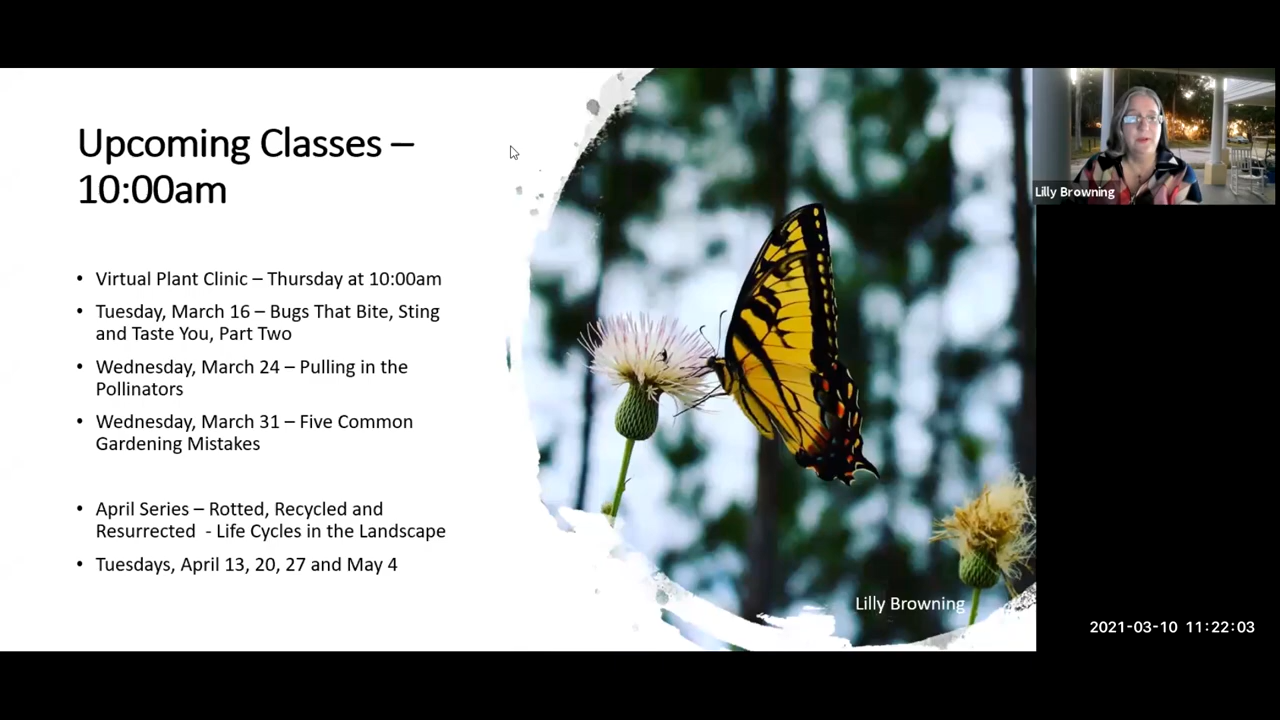 Upcoming Classes –
10:00am
• Virtual Plant Clinic – Thursday at 10:00am
• Tuesday, March 16 – Bugs That Bite, Sting
and Taste You, Part Two
• Wednesday, March 24 – Pulling in the
Pollinators
• Wednesday, March 31 – Five Common
Gardening Mistakes
• April Series – Rotted, Recycled and
Resurrected  - Life Cycles in the Landscape
• Tuesdays, April 13, 20, 27 and May 4
Lilly Browning
Lilly Browning
2021-03-10 11:22:03